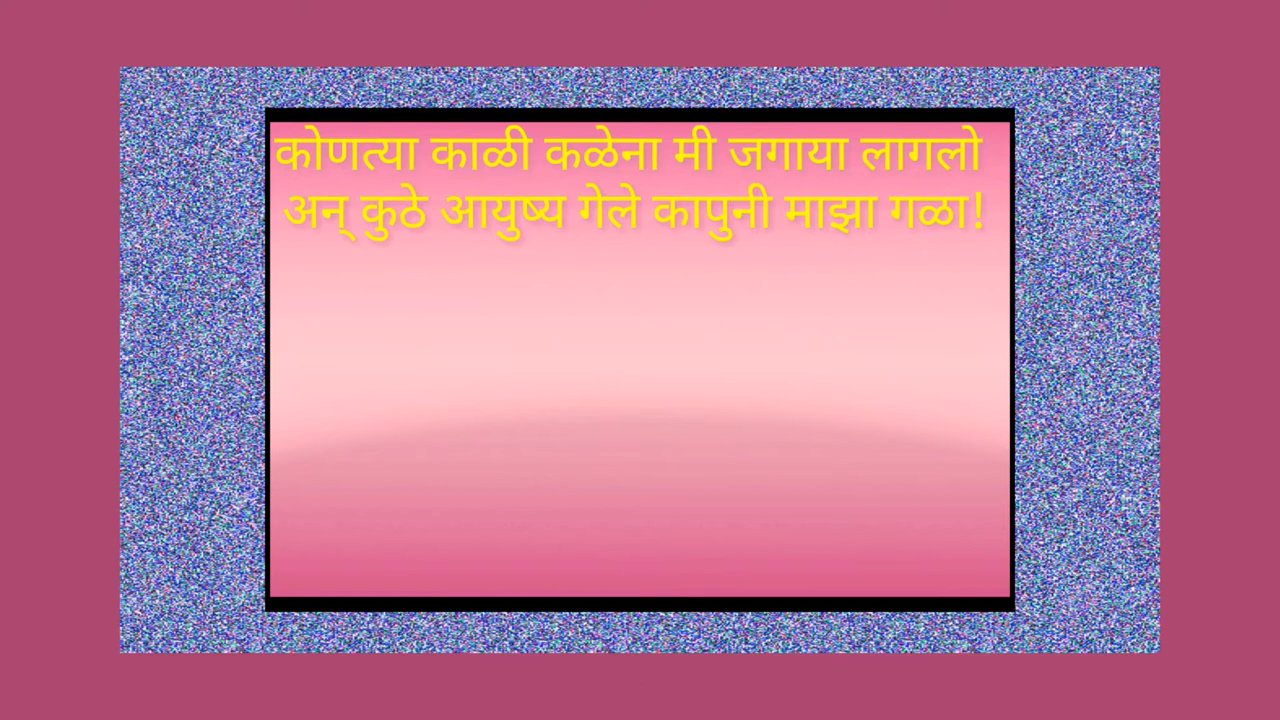 कोणत्या काळी कळेना मी जगाया लागलो
अन् कुठे आयुष्य गेले कापुनी माझा गळा!